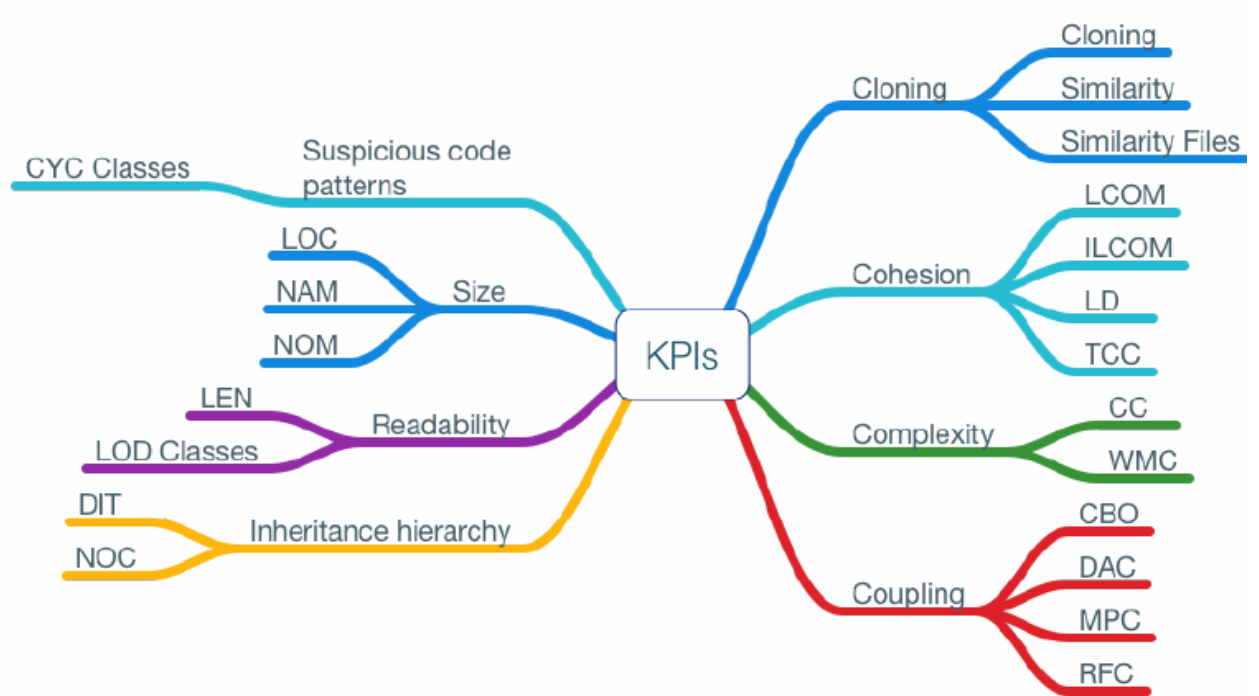 Cloning
Cloning
Similarity
Similarity Files
CYC Classes
Suspicious code
patterns
LOC
NAM
NOM
Size
KPIs
Cohesion
LCOM
ILCOM
LD
TCC
LEN
LOD Classes
Readability
Complexity
CC
WMC
DIT
NOC
Inheritance hierarchy
Coupling
CBO
DAC
MPC
RFC